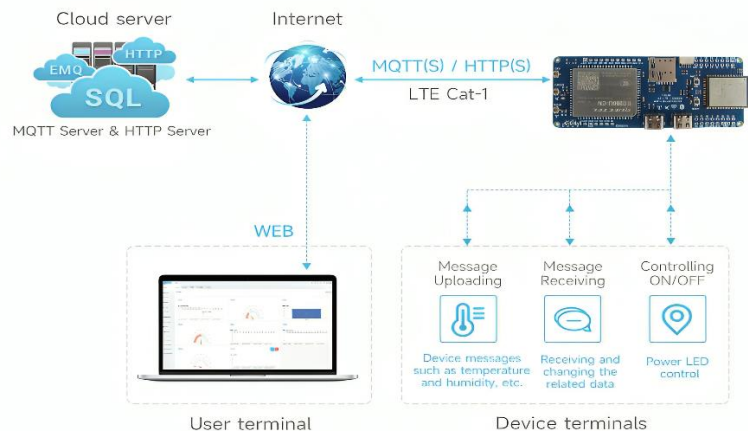 Cloud server
Internet
HTTP
EMQ
SQL
MQTT(S) / HTTP(S)
LTE Cat-1
MQTT Server & HTTP Server
WEB
Message
Uploading
Message
Receiving
Controlling
ON/OFF
Device messages
such as temperature
and humidity, etc.
Receiving and
changing the
related data
Power LED
control
User terminal
Device terminals